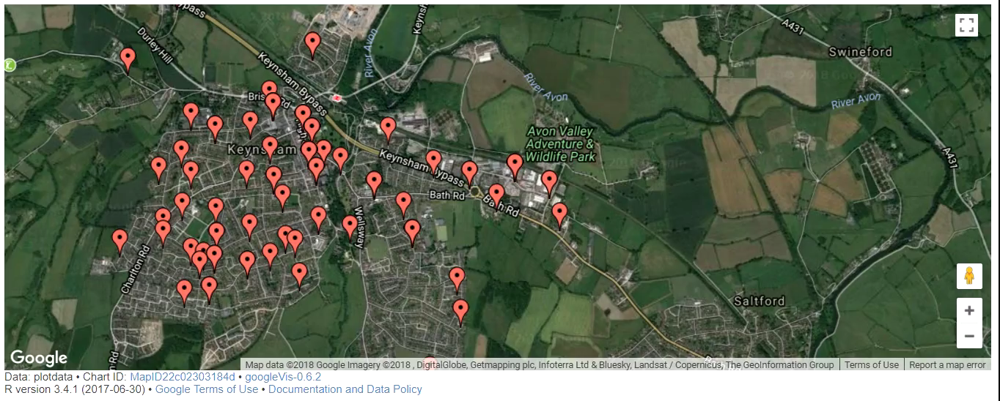 ypass
Keynsh
A431
Durley Hill
River Avon
Swineford
Keynsham Bypass
River Avon
River Avon
Bris Rd
Avon Valley
Adventure &
Wildlife Park
Keynsham
A431
Keynsham Bypass
Bath Rd
Bath Rd
Wellsway
Charlton Rd
Saltford
Rd
Google
Map data ©2018 Google Imagery ©2018 , DigitalGlobe, Getmapping plc, Infoterra Ltd & Bluesky, Landsat / Copernicus, The GeoInformation Group Terms of Use Report a map error
Data: plotdata • Chart ID: MapID22c02303184d • googleVis-0.6.2
R version 3.4.1 (2017-06-30) • Google Terms of Use • Documentation and Data Policy